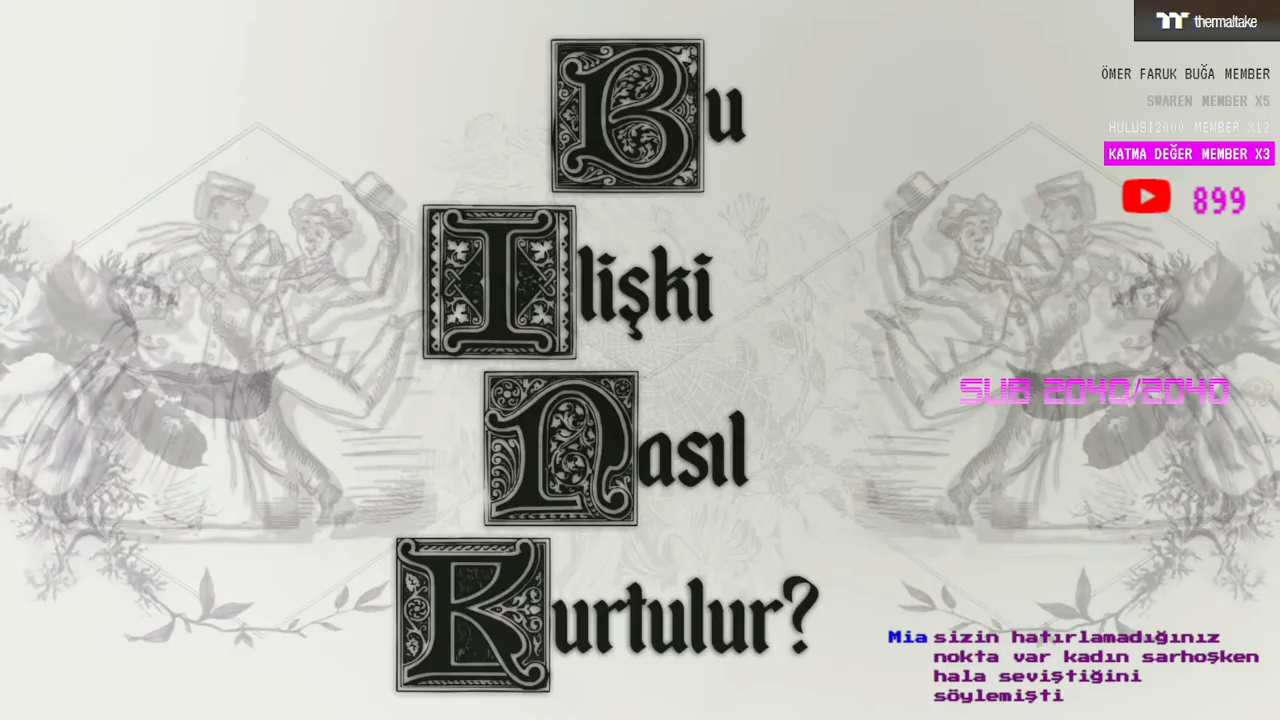 thermaltake
ÖMER FARUK BUĞA MEMBER
SWAREN MEMBER X5
HULUSI2000 MEMBER X12
KATMA DEĞER MEMBER X3
899
Bu
İlişki
Nasıl
Kurtulur?
SUB 2040/2040
Mia sizin hatırlamadığınız
nokta var kadın sarhoşken
hala seviştiğini
söylemişti